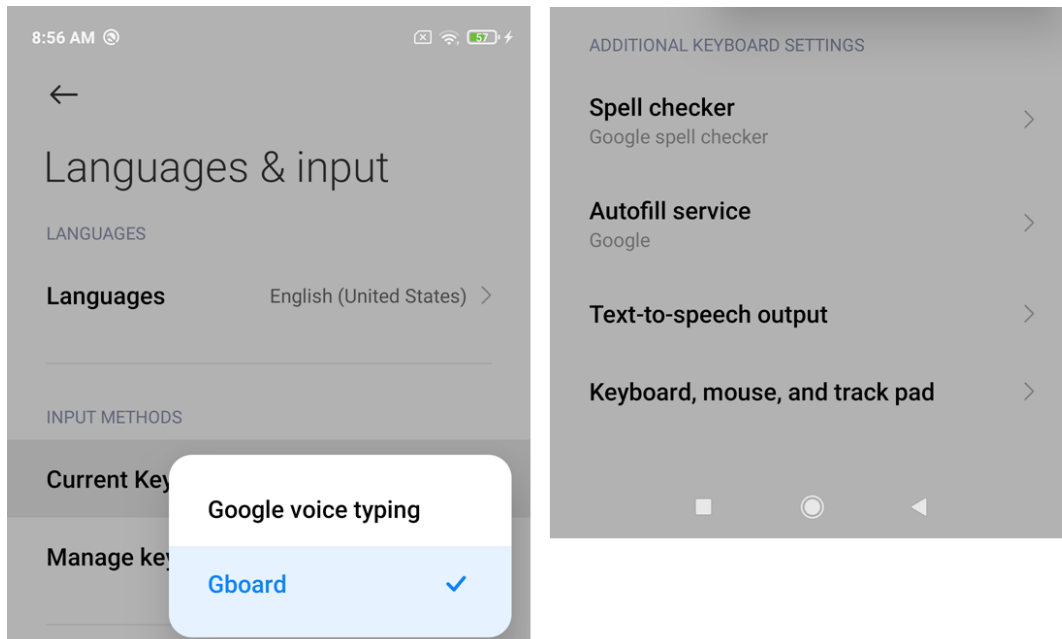 8:56 AM
57
Languages & input
LANGUAGES
Languages
English (United States)
INPUT METHODS
Current Key
Manage key
Google voice typing
Gboard
ADDITIONAL KEYBOARD SETTINGS
Spell checker
Google spell checker
Autofill service
Google
Text-to-speech output
Keyboard, mouse, and track pad